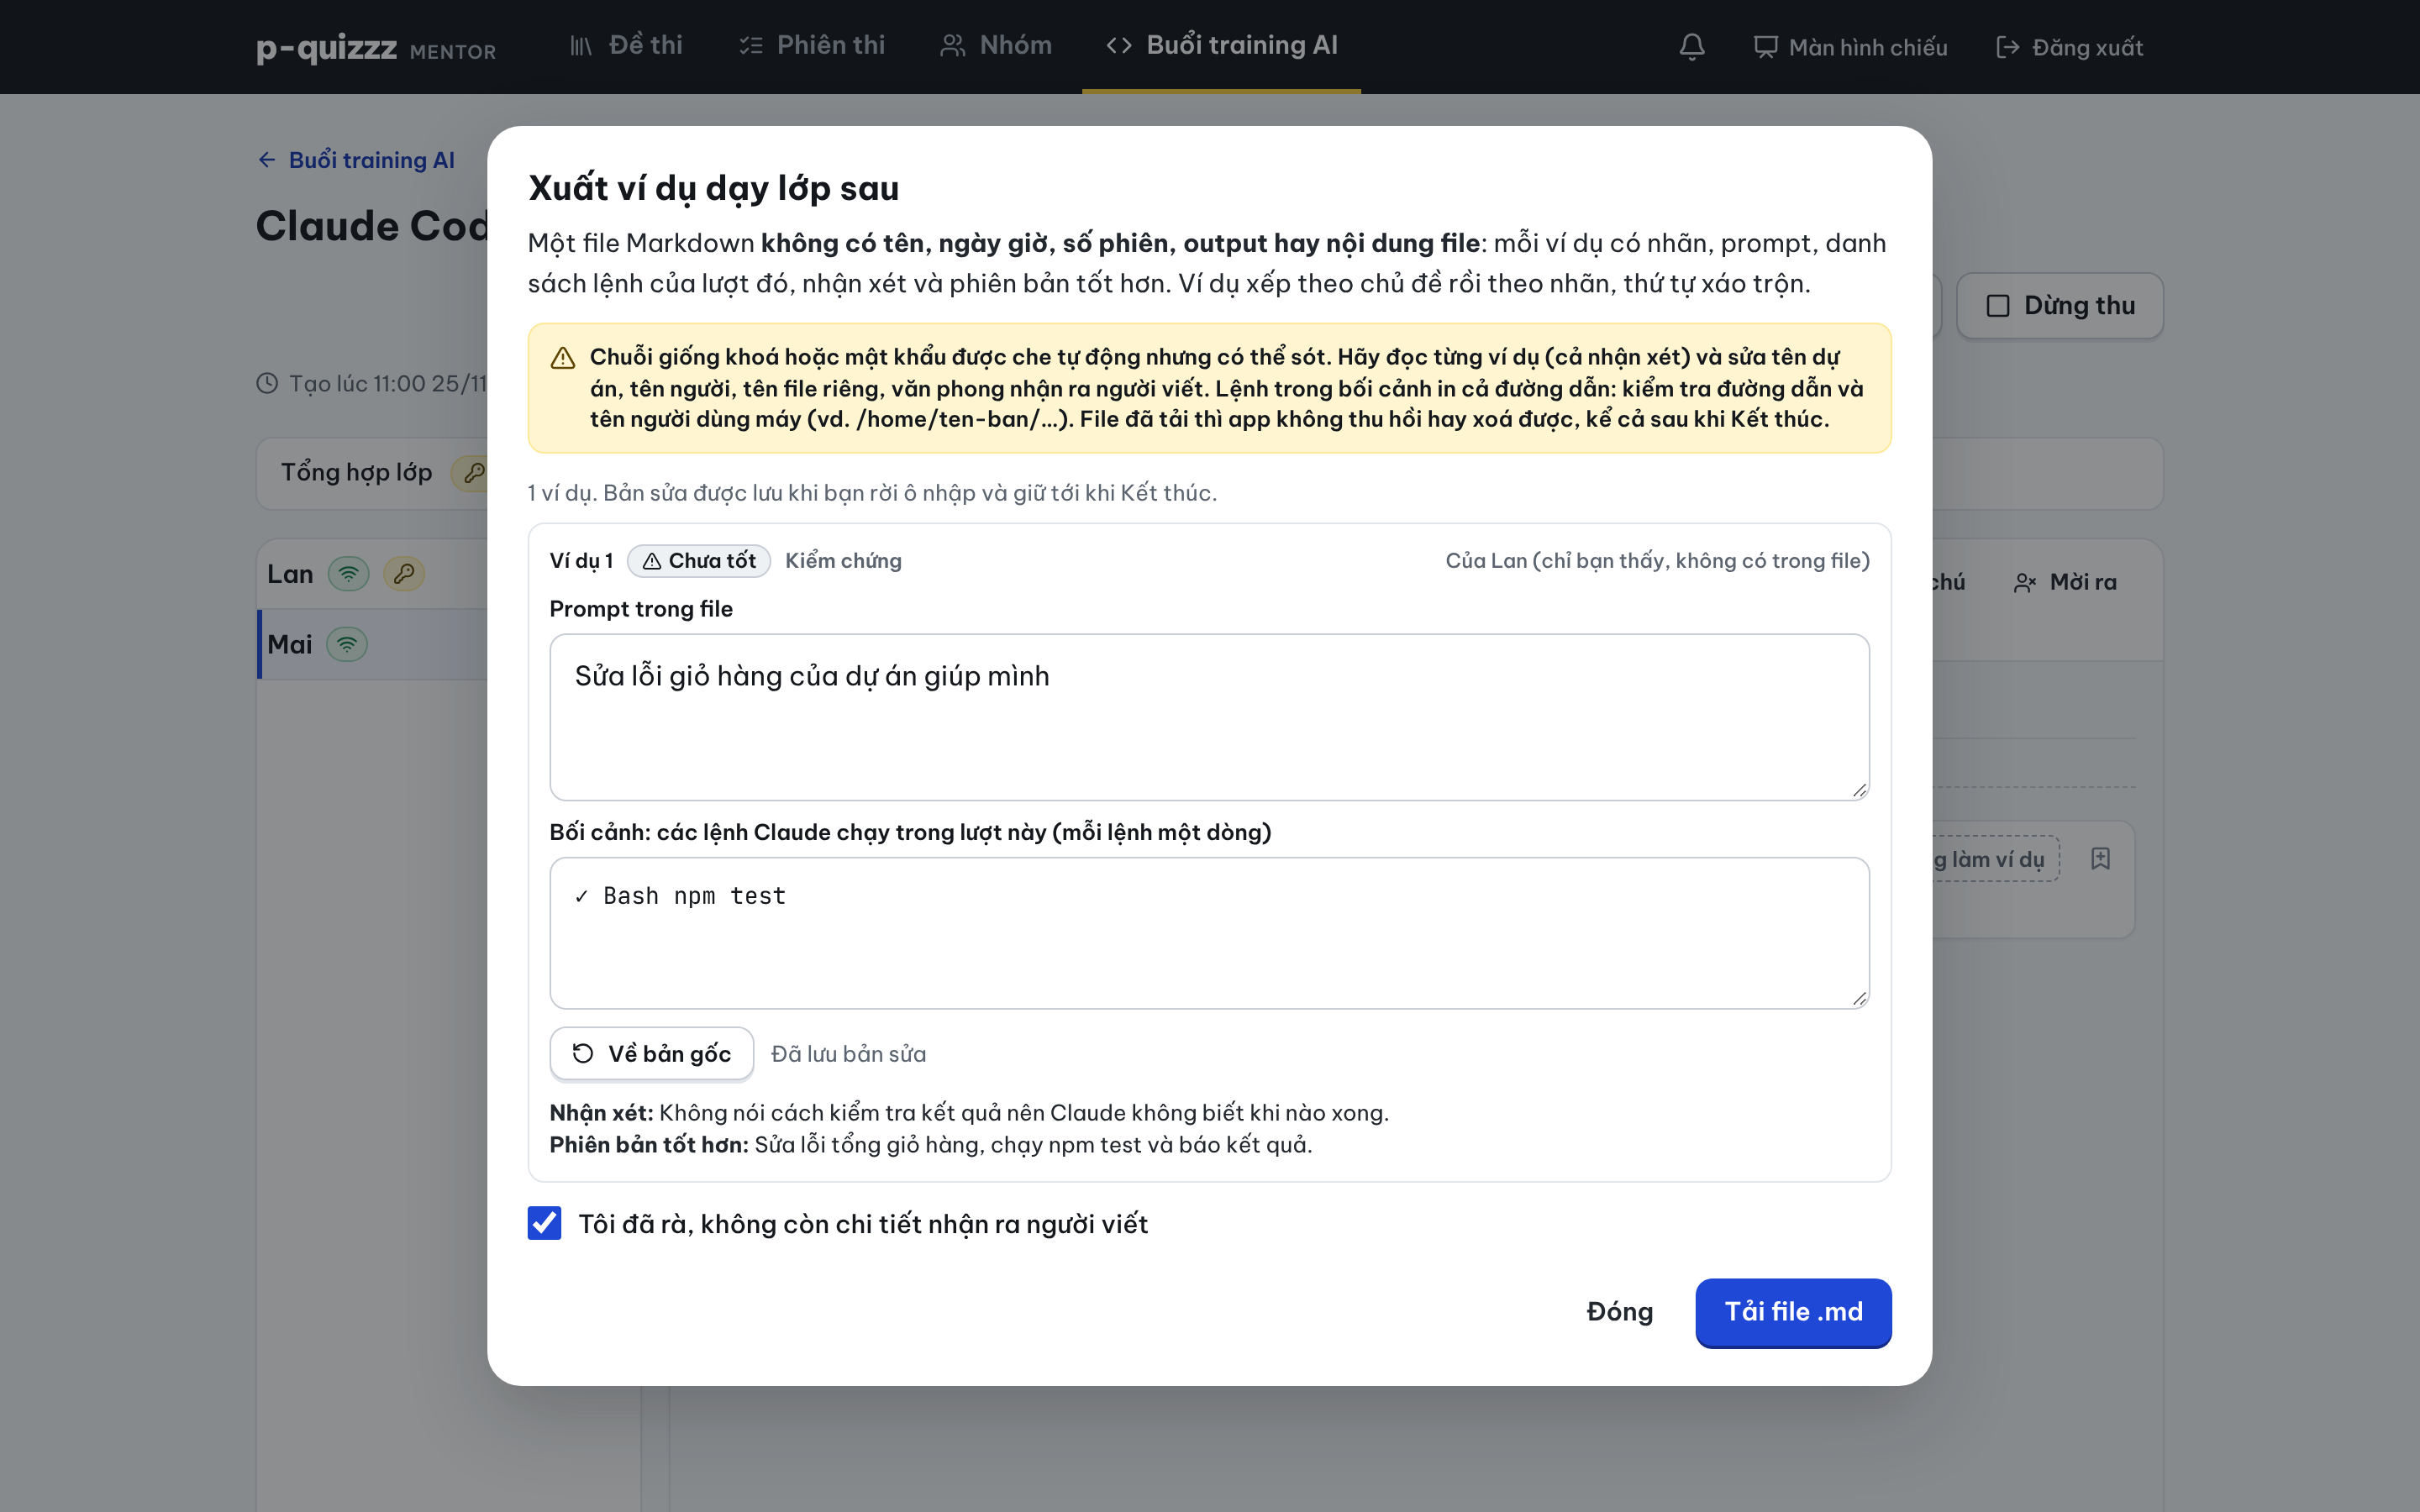 p-quizzz MENTOR
Đề thi
Phiên thi
Nhóm
Buổi training AI
Màn hình chiếu
Đăng xuất
Buổi training AI
Claude Cod
Dừng thu
Tạo lúc 11:00 25/11
Tổng hợp lớp
Lan
Mai
chú
Mời ra
g làm ví dụ
Xuất ví dụ dạy lớp sau
Một file Markdown không có tên, ngày giờ, số phiên, output hay nội dung file: mỗi ví dụ có nhãn, prompt, danh
sách lệnh của lượt đó, nhận xét và phiên bản tốt hơn. Ví dụ xếp theo chủ đề rồi theo nhãn, thứ tự xáo trộn.
Chuỗi giống khoá hoặc mật khẩu được che tự động nhưng có thể sót. Hãy đọc từng ví dụ (cả nhận xét) và sửa tên dự
án, tên người, tên file riêng, văn phong nhận ra người viết. Lệnh trong bối cảnh in cả đường dẫn: kiểm tra đường dẫn và
tên người dùng máy (vd. /home/ten-ban/…). File đã tải thì app không thu hồi hay xoá được, kể cả sau khi Kết thúc.
1 ví dụ. Bản sửa được lưu khi bạn rời ô nhập và giữ tới khi Kết thúc.
Ví dụ 1 Chưa tốt Kiểm chứng Của Lan (chỉ bạn thấy, không có trong file)
Prompt trong file
Sửa lỗi giỏ hàng của dự án giúp mình
Bối cảnh: các lệnh Claude chạy trong lượt này (mỗi lệnh một dòng)
✓ Bash npm test
Về bản gốc Đã lưu bản sửa
Nhận xét: Không nói cách kiểm tra kết quả nên Claude không biết khi nào xong.
Phiên bản tốt hơn: Sửa lỗi tổng giỏ hàng, chạy npm test và báo kết quả.
Tôi đã rà, không còn chi tiết nhận ra người viết
Đóng
Tải file .md